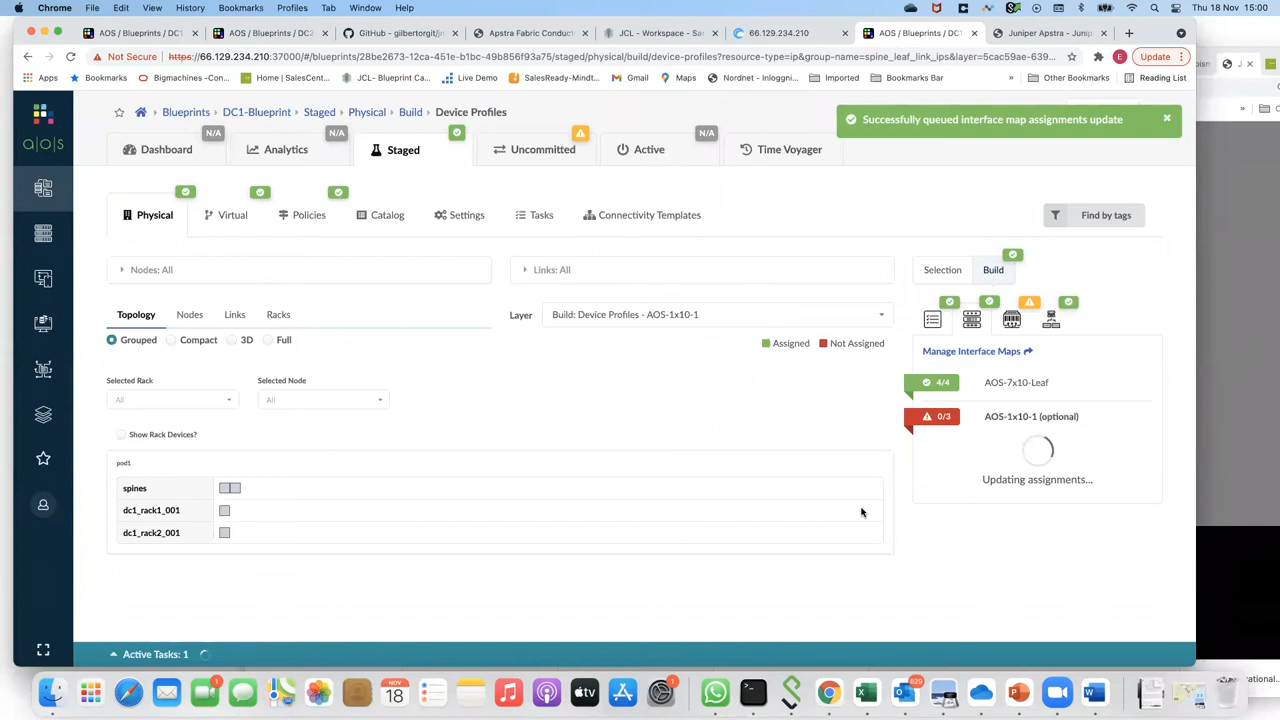 Chrome File Edit View History Bookmarks Profiles Tab Window Help Thu 18 Nov 15:00
AOS / Blueprints / DC1 AOS / Blueprints / DC2 GitHub - gilbertorgit/jn Apstra Fabric Conduct JCL - Workspace - Sa 66.129.234.210 AOS / Blueprints / DC1 Juniper Apstra - Junip
Not Secure https://66.129.234.210:37000/#/blueprints/28be2673-12ca-451e-b1bc-49b856f93a75/staged/physical/build/device-profiles?resource-type=ip&group-name=spine_leaf_link_ips&layer=5cac59ae-639... E Update
Apps Bookmarks Bigmachines -Con... Home | SalesCent... JCL- Blueprint Ca... Live Demo SalesReady-Mindt... Gmail Maps Nortnet - Inloggni... Imported Bookmarks Bar » Other Bookmarks Reading List
a|o|s
Blueprints DC1-Blueprint Staged Physical Build Device Profiles
Successfully queued interface map assignments update
N/A N/A N/A
Dashboard Analytics Staged Uncommitted Active Time Voyager
Physical Virtual Policies Catalog Settings Tasks Connectivity Templates Find by tags
Nodes: All Links: All Selection Build
Topology Nodes Links Racks Layer Build: Device Profiles - AOS-1x10-1
Grouped Compact 3D Full Assigned Not Assigned
Manage Interface Maps
Selected Rack Selected Node
All All
4/4 AOS-7x10-Leaf
0/3 AOS-1x10-1 (optional)
Show Rack Devices?
Updating assignments...
pod1
spines
dc1_rack1_001
dc1_rack2_001
Active Tasks: 1
NOV
18
829